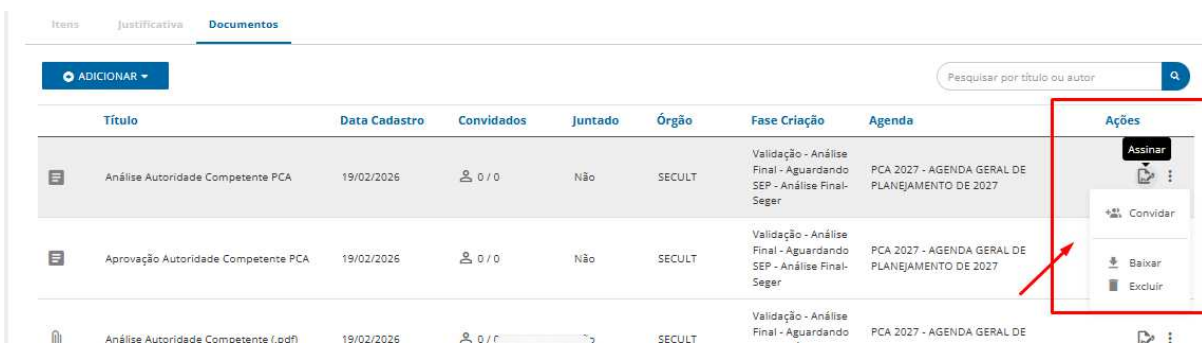 Itens Justificativa Documentos
ADICIONAR
Pesquisar por título ou autor
Título Data Cadastro Convidados Juntado Órgão Fase Criação Agenda Ações
Assinar
Validação - Análise
Final - Aguardando
SEP - Análise Final-
Seger
Análise Autoridade Competente PCA 19/02/2026 0 / 0 Não SECULT
PCA 2027 - AGENDA GERAL DE
PLANEJAMENTO DE 2027
Convidar
Baixar
Excluir
Validação - Análise
Final - Aguardando
SEP - Análise Final-
Seger
Aprovação Autoridade Competente PCA 19/02/2026 0 / 0 Não SECULT
PCA 2027 - AGENDA GERAL DE
PLANEJAMENTO DE 2027
Validação - Análise
Final - Aguardando
Análise Autoridade Competente (.pdf) 19/02/2026 SECULT
PCA 2027 - AGENDA GERAL DE